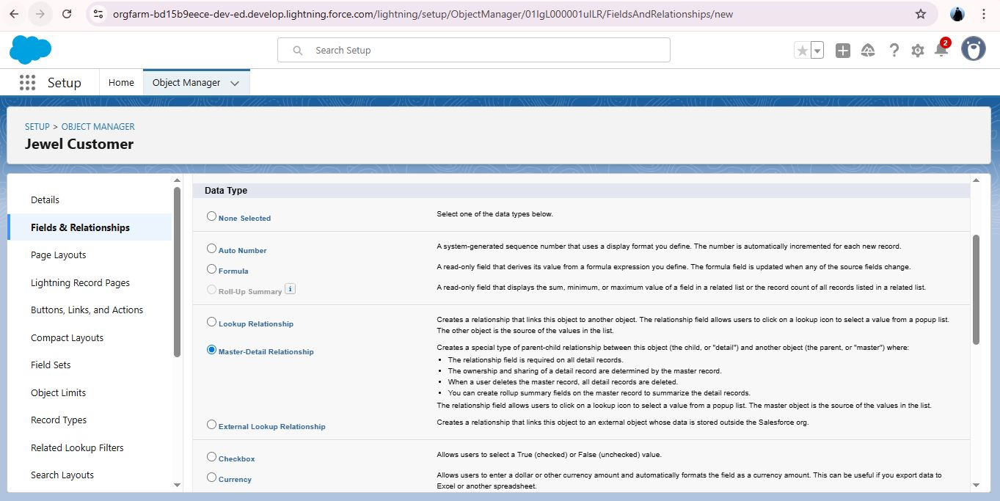 orgfarm-bd15b9eece-dev-ed.develop.lightning.force.com/lightning/setup/ObjectManager/01IgL000001uILR/FieldsAndRelationships/new
Search Setup
2
Setup
Home
Object Manager
SETUP > OBJECT MANAGER
Jewel Customer
Details
Fields & Relationships
Page Layouts
Lightning Record Pages
Buttons, Links, and Actions
Compact Layouts
Field Sets
Object Limits
Record Types
Related Lookup Filters
Search Layouts
Data Type
None Selected
Select one of the data types below.
Auto Number
A system-generated sequence number that uses a display format you define. The number is automatically incremented for each new record.
Formula
A read-only field that derives its value from a formula expression you define. The formula field is updated when any of the source fields change.
Roll-Up Summary i
A read-only field that displays the sum, minimum, or maximum value of a field in a related list or the record count of all records listed in a related list.
Lookup Relationship
Creates a relationship that links this object to another object. The relationship field allows users to click on a lookup icon to select a value from a popup list.
The other object is the source of the values in the list.
Master-Detail Relationship
Creates a special type of parent-child relationship between this object (the child, or "detail") and another object (the parent, or "master") where:
• The relationship field is required on all detail records.
• The ownership and sharing of a detail record are determined by the master record.
• When a user deletes the master record, all detail records are deleted.
• You can create rollup summary fields on the master record to summarize the detail records.
The relationship field allows users to click on a lookup icon to select a value from a popup list. The master object is the source of the values in the list.
External Lookup Relationship
Creates a relationship that links this object to an external object whose data is stored outside the Salesforce org.
Checkbox
Allows users to select a True (checked) or False (unchecked) value.
Currency
Allows users to enter a dollar or other currency amount and automatically formats the field as a currency amount. This can be useful if you export data to
Excel or another spreadsheet.